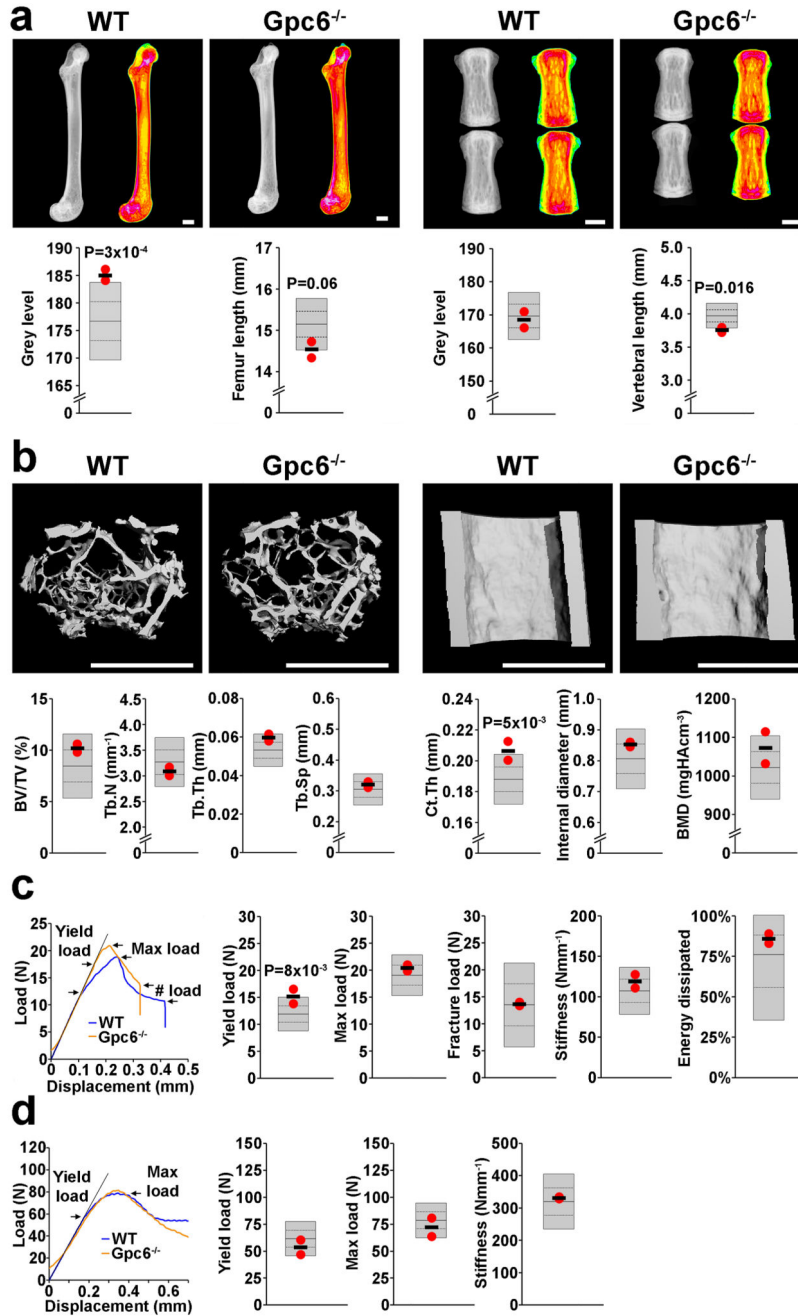 a
WT
Gpc6-/-
WT
Gpc6-/-
Grey level
190
185
180
175
170
165
0
P=3x10-4
Femur length (mm)
17
16
15
14
0
P=0.06
Grey level
190
180
170
160
150
0
Vertebral length (mm)
5.0
4.5
4.0
3.5
3.0
0
P=0.016
b
WT
Gpc6-/-
WT
Gpc6-/-
BV/TV (%)
15
10
5
0
Tb.N (mm-1)
4.5
4.0
3.5
3.0
2.5
2.0
0
Tb.Th (mm)
0.08
0.06
0.04
0.02
0
Tb.Sp (mm)
0.6
0.5
0.4
0.3
0.2
0
Ct.Th (mm)
0.24
0.22
0.20
0.18
0.16
0
P=5x10-3
Internal diameter (mm)
1.0
0.9
0.8
0.7
0.6
0
BMD (mgHAcm-3)
1200
1100
1000
900
0
c
Load (N)
25
20
15
10
5
0
Yield
load
Max load
# load
WT
Gpc6-/-
0 0.1 0.2 0.3 0.4 0.5
Displacement (mm)
Yield load (N)
30
25
20
15
10
5
0
P=8x10-3
Max load (N)
30
25
20
15
10
5
0
Fracture load (N)
30
25
20
15
10
5
0
Stiffness (Nmm-1)
200
150
100
50
0
Energy dissipated
100%
75%
50%
25%
0%
d
Load (N)
120
100
80
60
40
20
0
Yield
load
Max
load
WT
Gpc6-/-
0 0.2 0.4 0.6
Displacement (mm)
Yield load (N)
150
125
100
75
50
25
0
Max load (N)
150
125
100
75
50
25
0
Stiffness (Nmm-1)
500
400
300
200
100
0